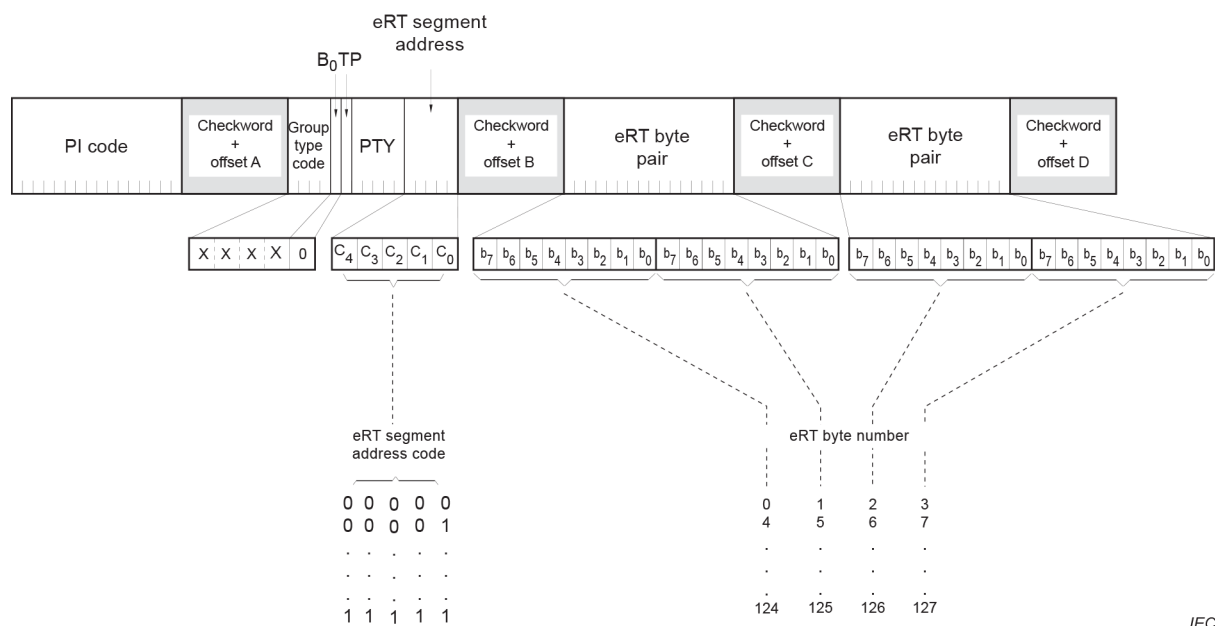 eRT segment
address
B₀TP
PI code
Checkword
+
offset A
Group
type
code
PTY
Checkword
+
offset B
eRT byte
pair
Checkword
+
offset C
eRT byte
pair
Checkword
+
offset D
X X X X 0
C₄ C₃ C₂ C₁ C₀
b₇ b₆ b₅ b₄ b₃ b₂ b₁ b₀ b₇ b₆ b₅ b₄ b₃ b₂ b₁ b₀
b₇ b₆ b₅ b₄ b₃ b₂ b₁ b₀ b₇ b₆ b₅ b₄ b₃ b₂ b₁ b₀
eRT segment
address code
0 0 0 0 0
0 0 0 0 1
. . . . .
. . . . .
. . . . .
1 1 1 1 1
eRT byte number
0 1 2 3
4 5 6 7
. . . .
. . . .
. . . .
124 125 126 127
IEC